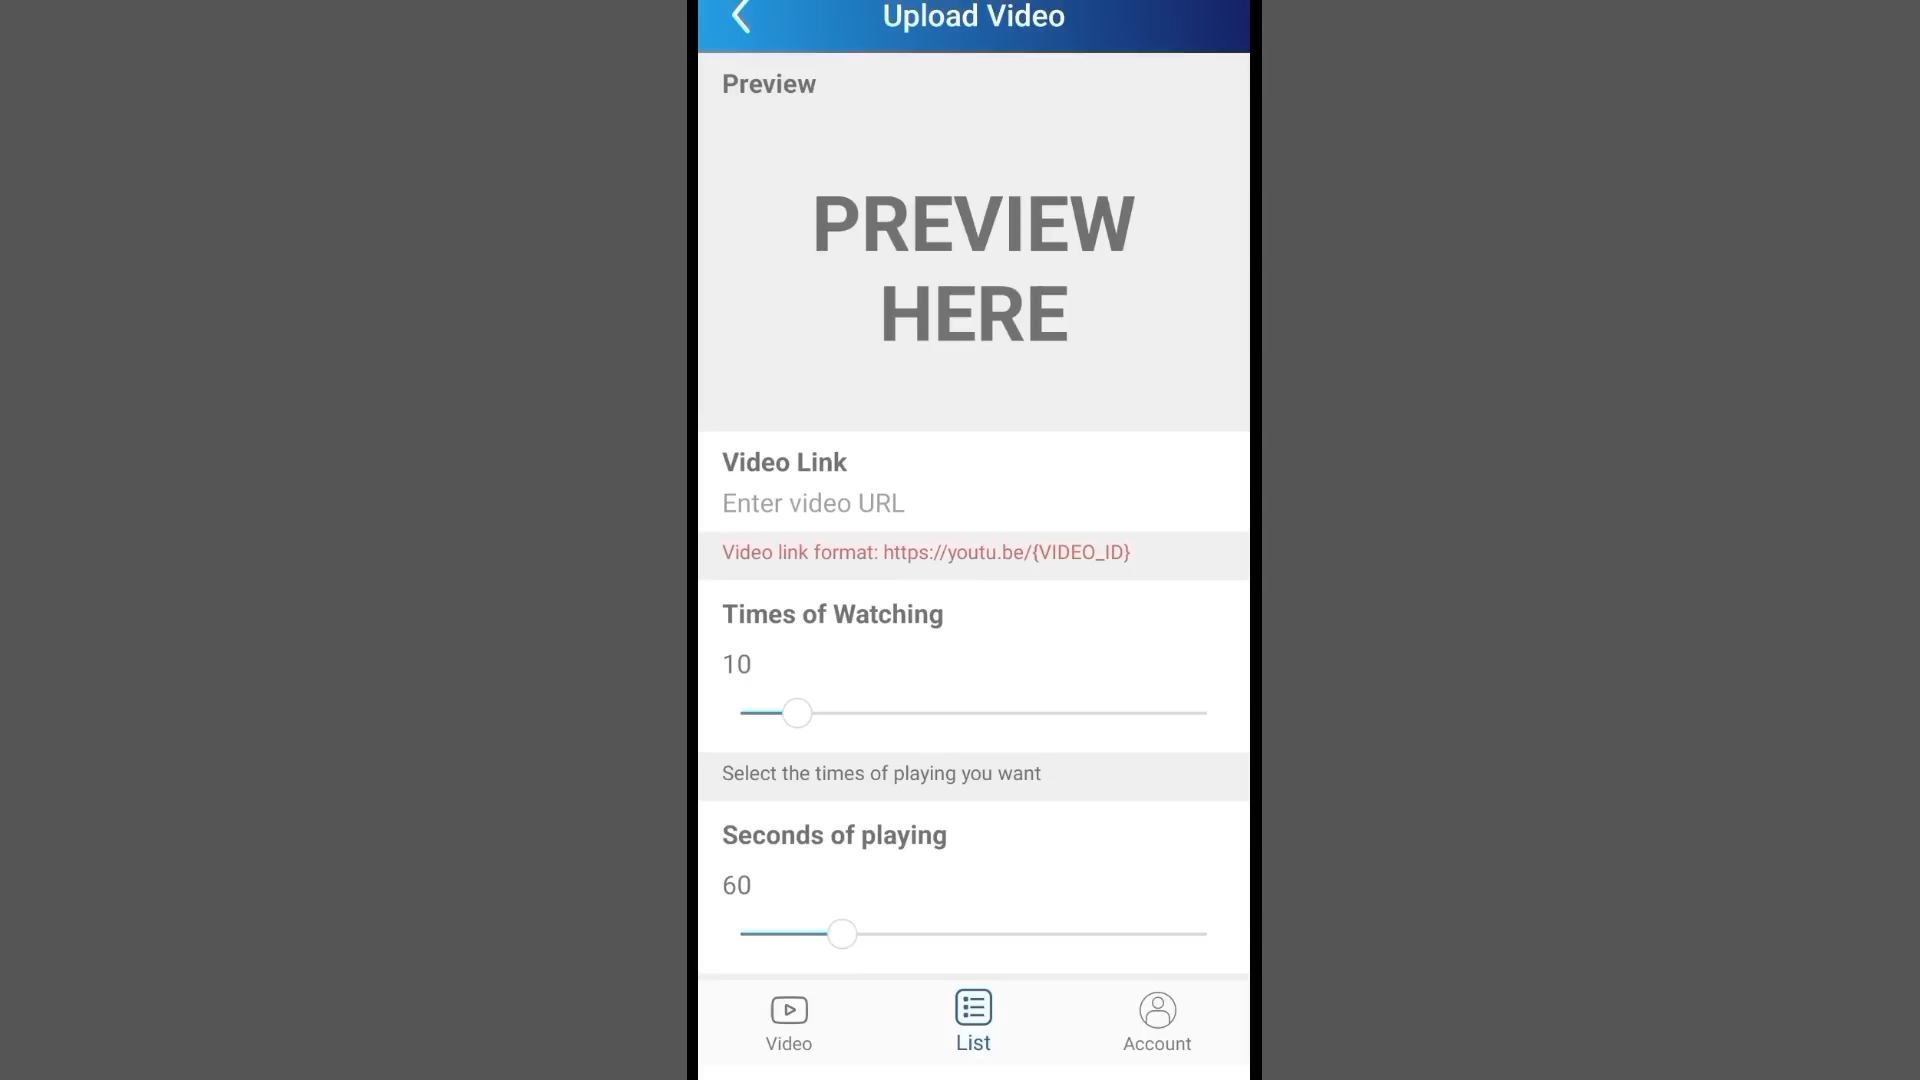 Upload Video
Preview
PREVIEW
HERE
Video Link
Enter video URL
Video link format: https://youtu.be/{VIDEO_ID}
Times of Watching
10
Select the times of playing you want
Seconds of playing
60
Video
List
Account